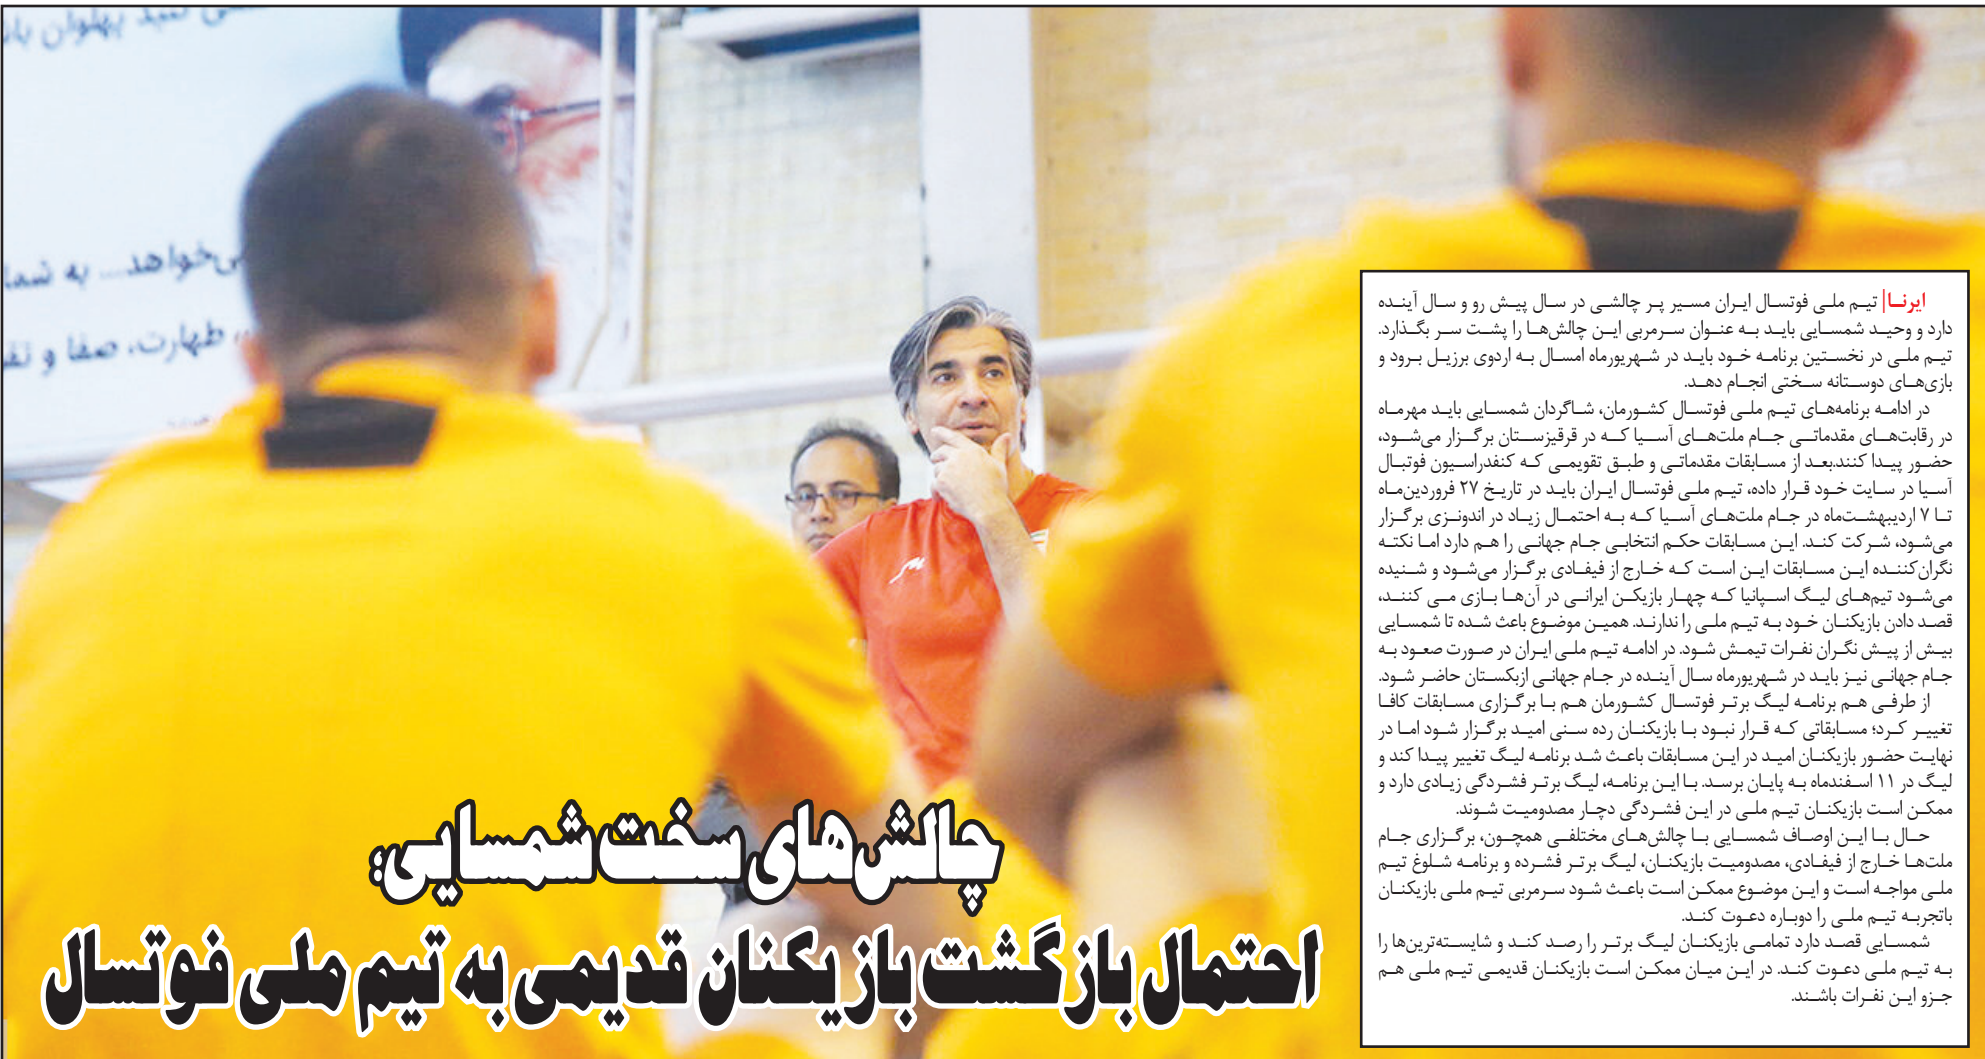 چالش‌های سخت شمسایی؛
احتمال بازگشت بازیکنان قدیمی به تیم ملی فوتسال
ایرنا| تیم ملی فوتسال ایران مسیر پر چالشی در سال پیش رو و سال آینده
دارد و وحید شمسایی باید به عنوان سرمربی این چالش‌ها را پشت سر بگذارد.
تیم ملی در نخستین برنامه خود باید در شهریورماه امسال به اردوی برزیل برود و
بازی‌های دوستانه سختی انجام دهد.
در ادامه برنامه‌های تیم ملی فوتسال کشورمان، شاگردان شمسایی باید مهرماه
در رقابت‌های مقدماتی جام ملت‌های آسیا که در قرقیزستان برگزار می‌شود،
حضور پیدا کنند.بعد از مسابقات مقدماتی و طبق تقویمی که کنفدراسیون فوتبال
آسیا در سایت خود قرار داده، تیم ملی فوتسال ایران باید در تاریخ ۲۷ فروردین‌ماه
تا ۷ اردیبهشت‌ماه در جام ملت‌های آسیا که به احتمال زیاد در اندونزی برگزار
می‌شود، شرکت کند. این مسابقات حکم انتخابی جام جهانی را هم دارد اما نکته
نگران‌کننده این مسابقات این است که خارج از فیفادی برگزار می‌شود و شنیده
می‌شود تیم‌های لیگ اسپانیا که چهار بازیکن ایرانی در آن‌ها بازی می کنند،
قصد دادن بازیکنان خود به تیم ملی را ندارند. همین موضوع باعث شده تا شمسایی
بیش از پیش نگران نفرات تیمش شود. در ادامه تیم ملی ایران در صورت صعود به
جام جهانی نیز باید در شهریورماه سال آینده در جام جهانی ازبکستان حاضر شود.
از طرفی هم برنامه لیگ برتر فوتسال کشورمان هم با برگزاری مسابقات کافا
تغییر کرد؛ مسابقاتی که قرار نبود با بازیکنان رده سنی امید برگزار شود اما در
نهایت حضور بازیکنان امید در این مسابقات باعث شد برنامه لیگ تغییر پیدا کند و
لیگ در ۱۱ اسفندماه به پایان برسد. با این برنامه، لیگ برتر فشردگی زیادی دارد و
ممکن است بازیکنان تیم ملی در این فشردگی دچار مصدومیت شوند.
حال با این اوصاف شمسایی با چالش‌های مختلفی همچون، برگزاری جام
ملت‌ها خارج از فیفادی، مصدومیت بازیکنان، لیگ برتر فشرده و برنامه شلوغ تیم
ملی مواجه است و این موضوع ممکن است باعث شود سرمربی تیم ملی بازیکنان
باتجربه تیم ملی را دوباره دعوت کند.
شمسایی قصد دارد تمامی بازیکنان لیگ برتر را رصد کند و شایسته‌ترین‌ها را
به تیم ملی دعوت کند. در این میان ممکن است بازیکنان قدیمی تیم ملی هم
جزو این نفرات باشند.
پهلوان
می‌خواهد... به شما
طهارت، صفا و